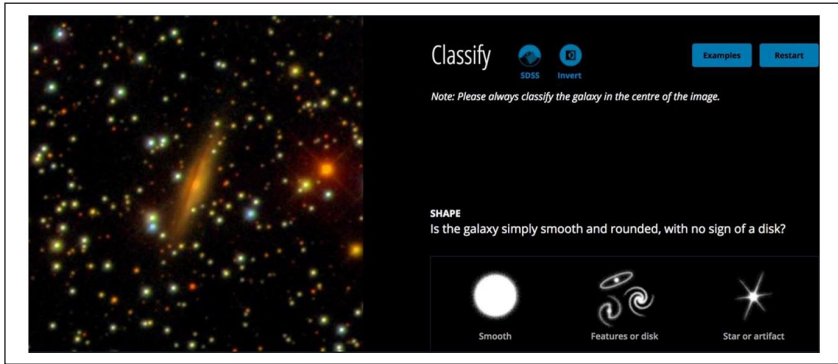 Classify
SDSS
Invert
Examples
Restart
Note: Please always classify the galaxy in the centre of the image.
SHAPE
Is the galaxy simply smooth and rounded, with no sign of a disk?
Smooth
Features or disk
Star or artifact